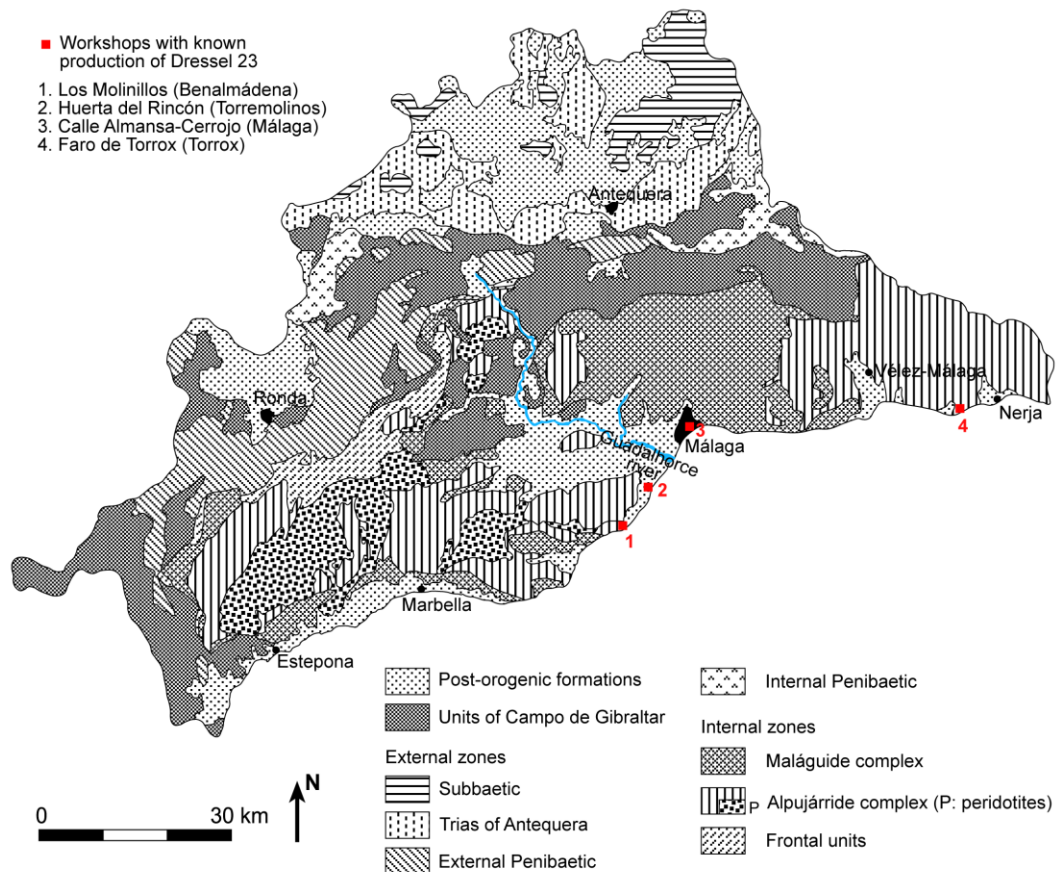 Workshops with known
production of Dressel 23
1. Los Molinillos (Benalmádena)
2. Huerta del Rincón (Torremolinos)
3. Calle Almansa-Cerrojo (Málaga)
4. Faro de Torrox (Torrox)
Antequera
Ronda
Vélez-Málaga
Nerja
4
3
Málaga
Guadalhorce
river
2
1
Marbella
Estepona
Post-orogenic formations
Units of Campo de Gibraltar
External zones
Subbaetic
Trias of Antequera
External Penibaetic
Internal Penibaetic
Internal zones
Maláguide complex
P
Alpujárride complex (P: peridotites)
Frontal units
N
0 30 km